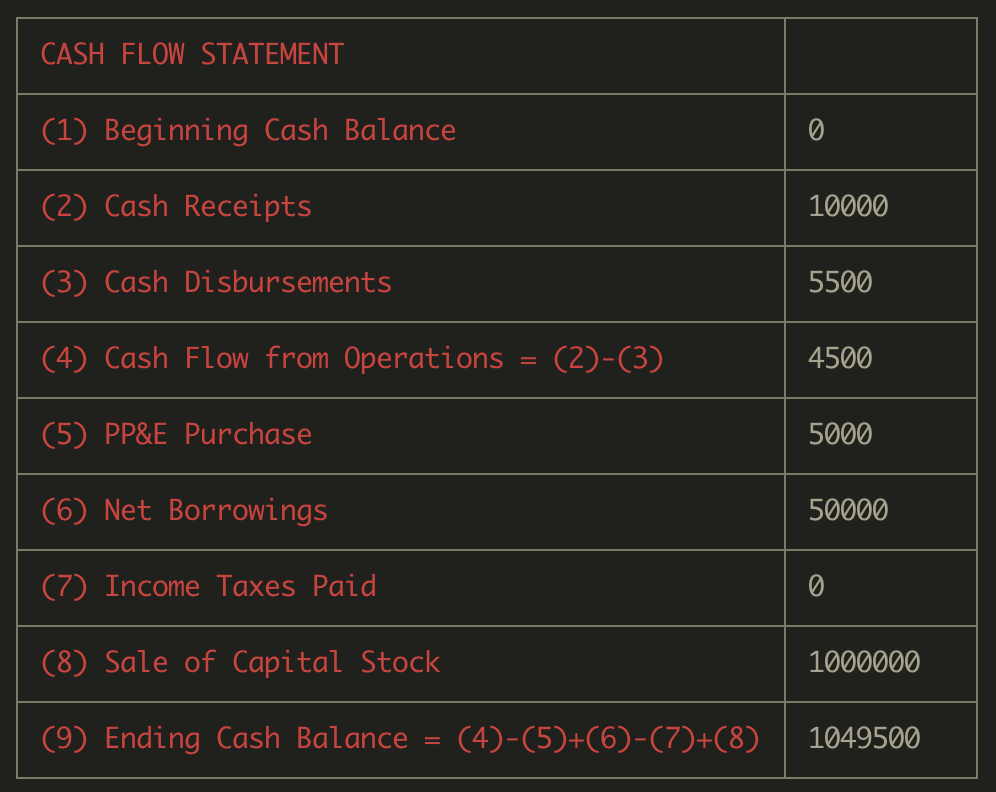 CASH FLOW STATEMENT
(1) Beginning Cash Balance 0
(2) Cash Receipts 10000
(3) Cash Disbursements 5500
(4) Cash Flow from Operations = (2)-(3) 4500
(5) PP&E Purchase 5000
(6) Net Borrowings 50000
(7) Income Taxes Paid 0
(8) Sale of Capital Stock 1000000
(9) Ending Cash Balance = (4)-(5)+(6)-(7)+(8) 1049500